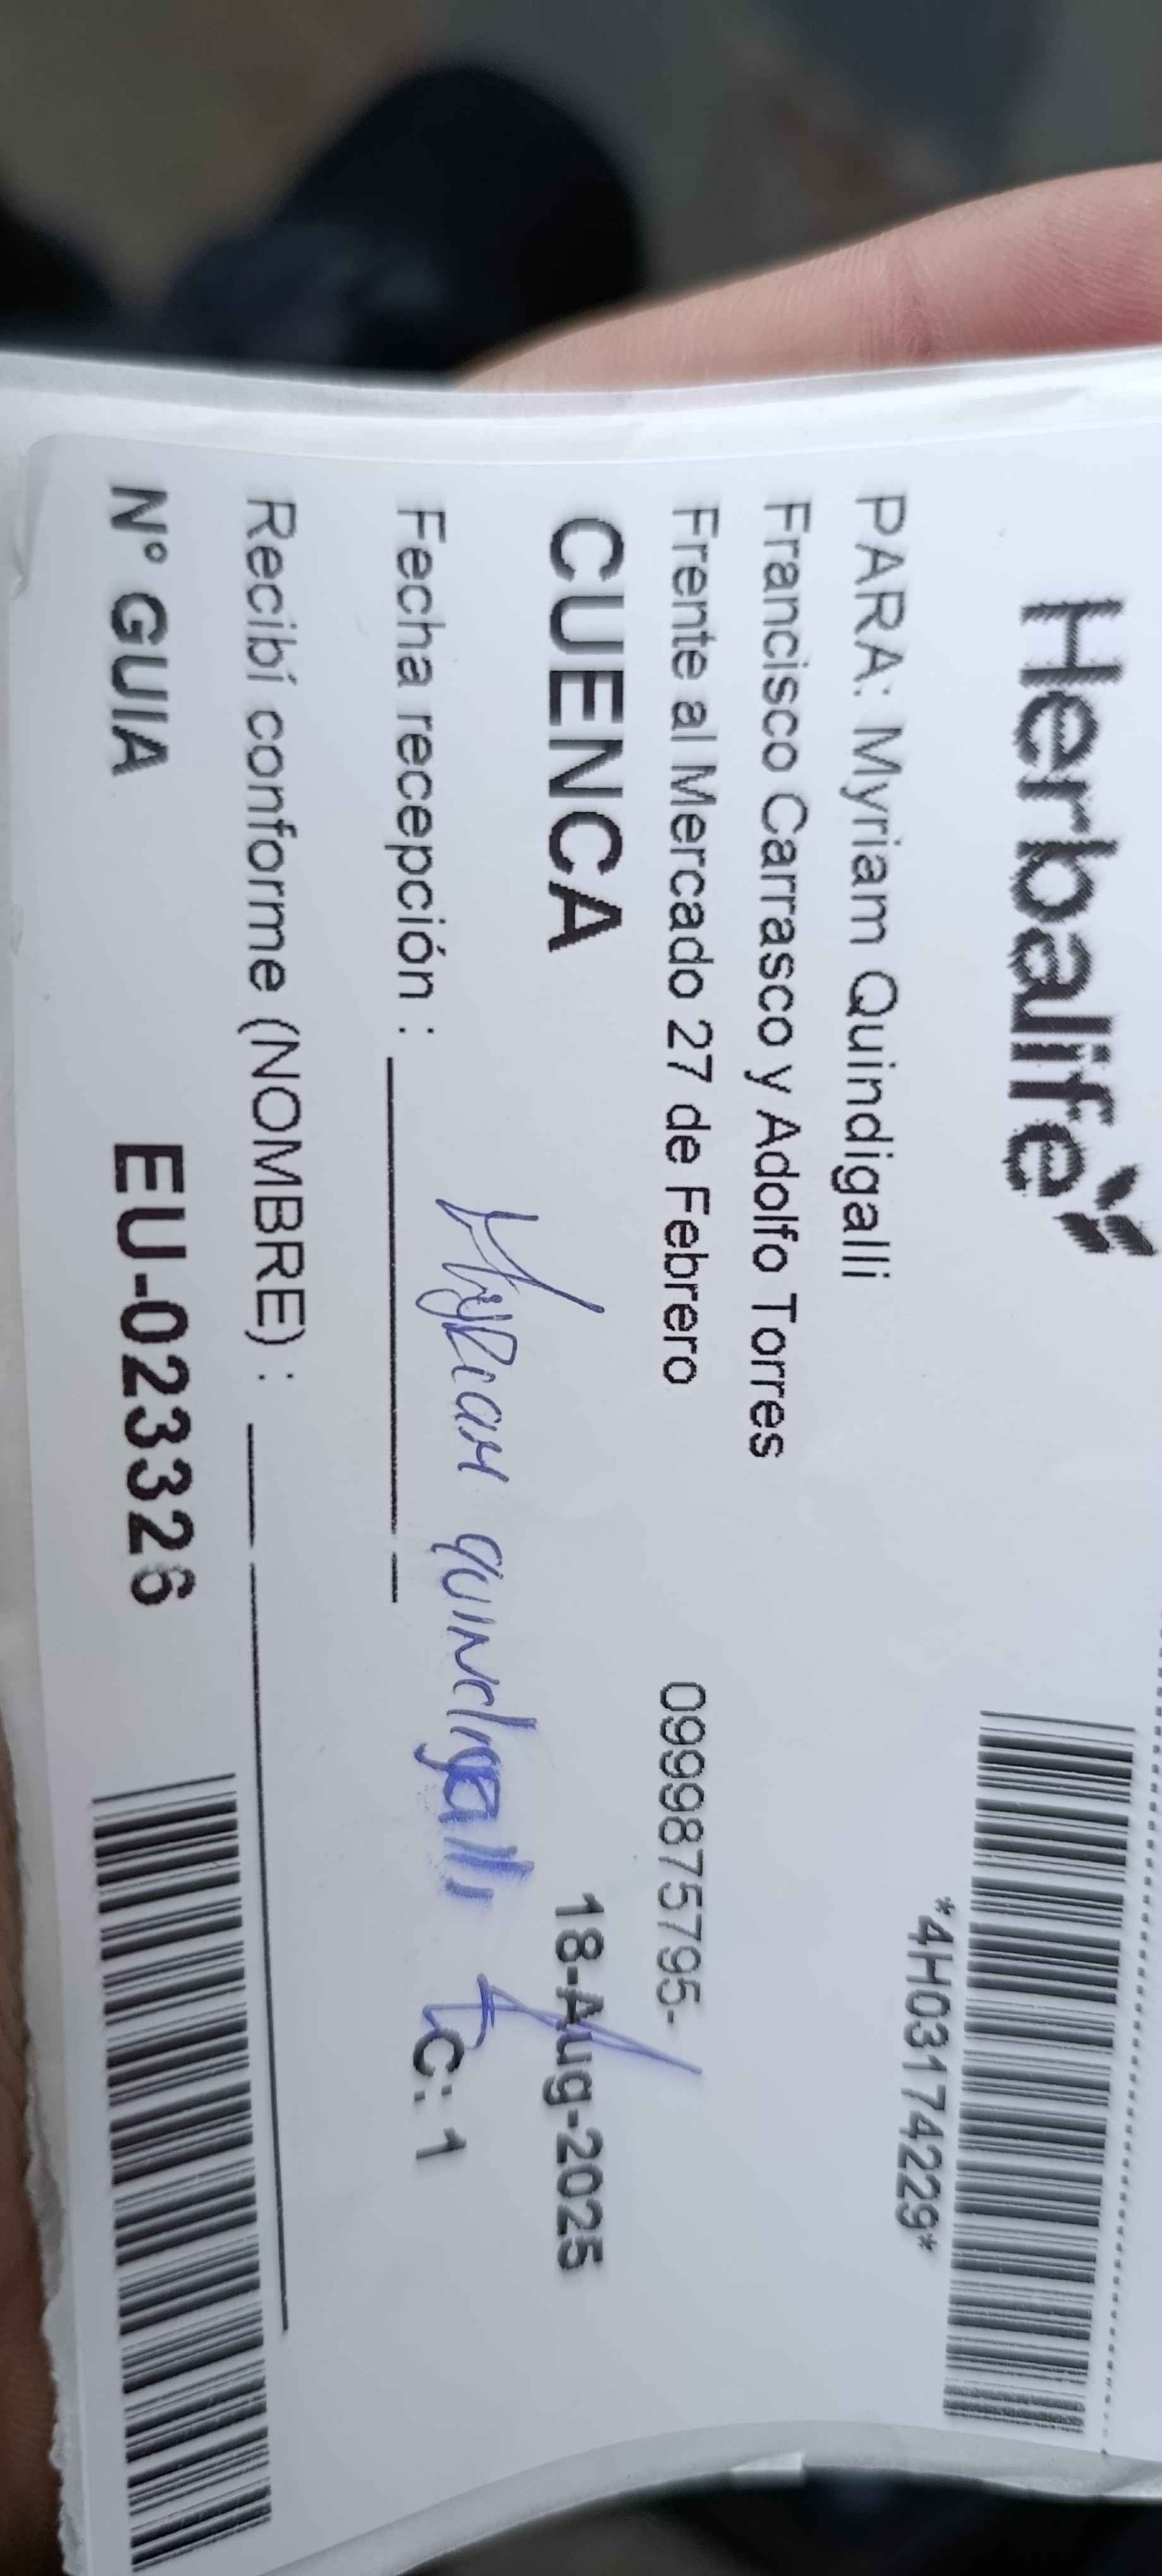 Herbalife
*4H03174229*
PARA: Myriam Quindigalli
Francisco Carrasco y Adolfo Torres
Frente al Mercado 27 de Febrero 0999875795-
CUENCA 18-Aug-2025
Myriam quindigalli
Fecha recepción : C: 1
Recibí conforme (NOMBRE) :
N° GUIA EU-023326